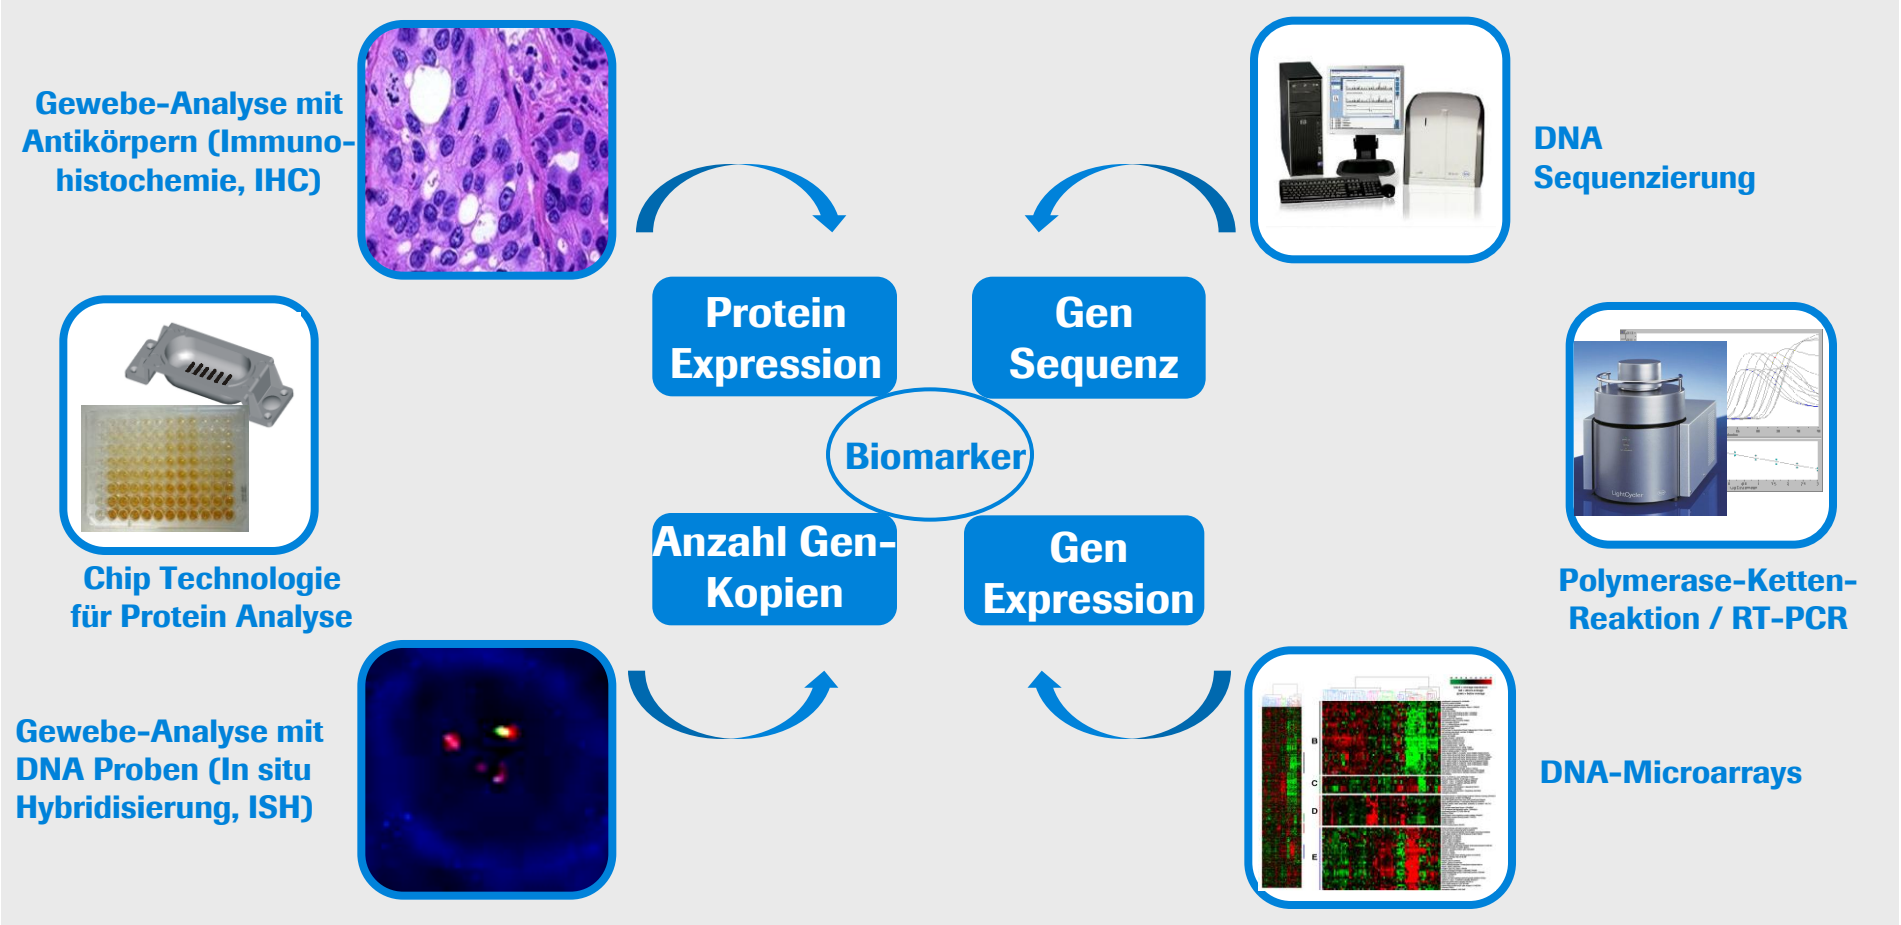 Gewebe-Analyse mit
Antikörpern (Immuno-
histochemie, IHC)
DNA
Sequenzierung
Protein
Expression
Gen
Sequenz
Biomarker
Anzahl Gen-
Kopien
Gen
Expression
Chip Technologie
für Protein Analyse
LightCycler
Polymerase-Ketten-
Reaktion / RT-PCR
Gewebe-Analyse mit
DNA Proben (In situ
Hybridisierung, ISH)
B
C
D
E
DNA-Microarrays